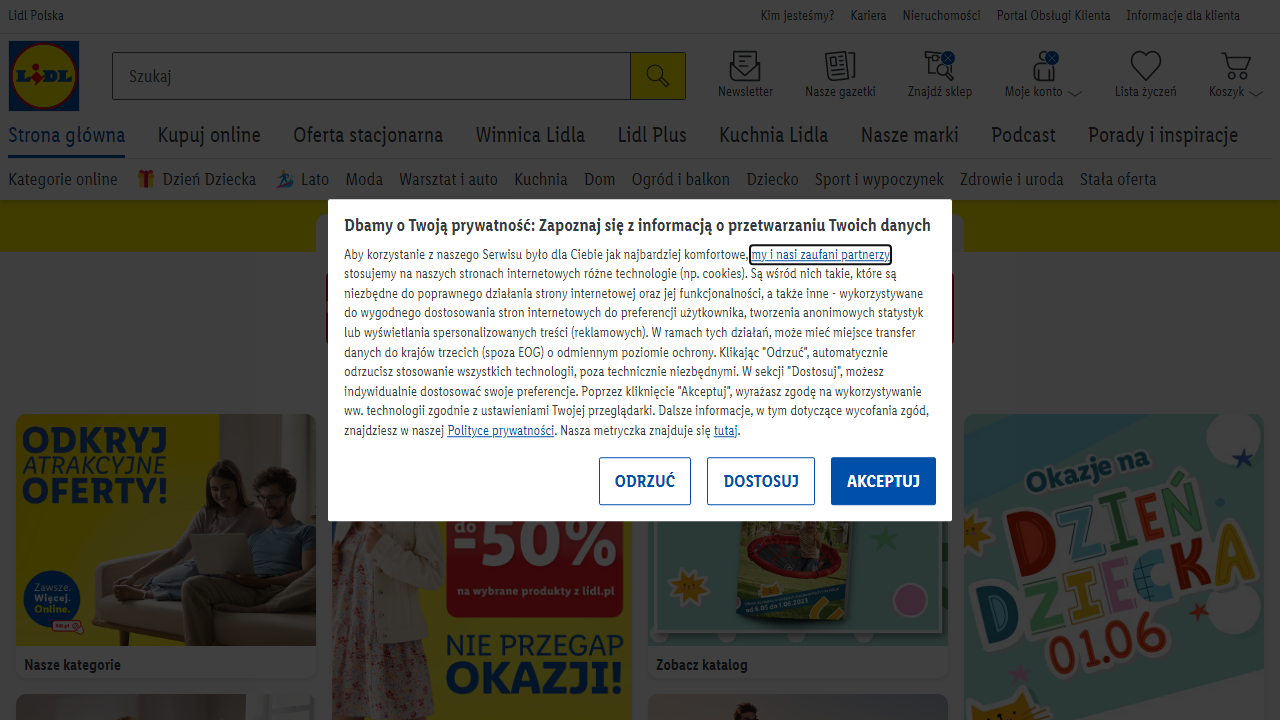 Lidl Polska
Kim jesteśmy? Kariera Nieruchomości Portal Obsługi Klienta Informacje dla klienta
LIDL
Szukaj
Newsletter Nasze gazetki Znajdź sklep Moje konto Lista życzeń Koszyk
Strona główna Kupuj online Oferta stacjonarna Winnica Lidla Lidl Plus Kuchnia Lidla Nasze marki Podcast Porady i inspiracje
Kategorie online Dzień Dziecka Lato Moda Warsztat i auto Kuchnia Dom Ogród i balkon Dziecko Sport i wypoczynek Zdrowie i uroda Stała oferta
Dbamy o Twoją prywatność: Zapoznaj się z informacją o przetwarzaniu Twoich danych
Aby korzystanie z naszego Serwisu było dla Ciebie jak najbardziej komfortowe, my i nasi zaufani partnerzy
stosujemy na naszych stronach internetowych różne technologie (np. cookies). Są wśród nich takie, które są
niezbędne do poprawnego działania strony internetowej oraz jej funkcjonalności, a także inne - wykorzystywane
do wygodnego dostosowania stron internetowych do preferencji użytkownika, tworzenia anonimowych statystyk
lub wyświetlania spersonalizowanych treści (reklamowych). W ramach tych działań, może mieć miejsce transfer
danych do krajów trzecich (spoza EOG) o odmiennym poziomie ochrony. Klikając "Odrzuć", automatycznie
odrzucisz stosowanie wszystkich technologii, poza technicznie niezbędnymi. W sekcji "Dostosuj", możesz
indywidualnie dostosować swoje preferencje. Poprzez kliknięcie "Akceptuj", wyrażasz zgodę na wykorzystywanie
ww. technologii zgodnie z ustawieniami Twojej przeglądarki. Dalsze informacje, w tym dotyczące wycofania zgód,
znajdziesz w naszej Polityce prywatności. Nasza metryczka znajduje się tutaj.
ODRZUĆ DOSTOSUJ AKCEPTUJ
ODKRYJ
ATRAKCYJNE
OFERTY!
Zawsze.
Więcej.
Online.
Nasze kategorie
do -50%
na wybrane produkty z lidl.pl
NIE PRZEGAP
OKAZJI!
od 6.05 do 1.06.2025
Zobacz katalog
Okazje na
DZIEŃ
DZIECKA
01.06